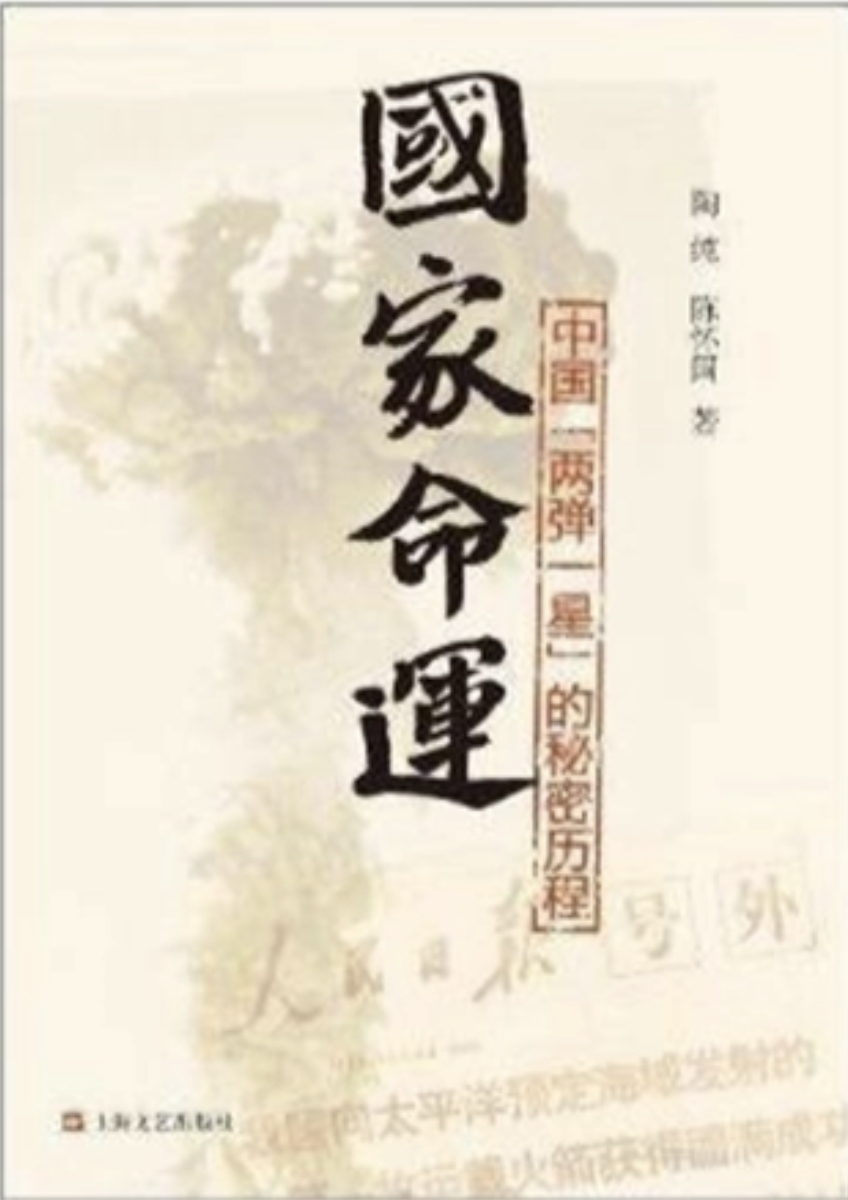 國家命運
中国「两弹一星」的秘密历程
陶纯 陈怀国 著
人民日报 号外
我国向太平洋预定海域发射的
运载火箭获得圆满成功
上海文艺出版社